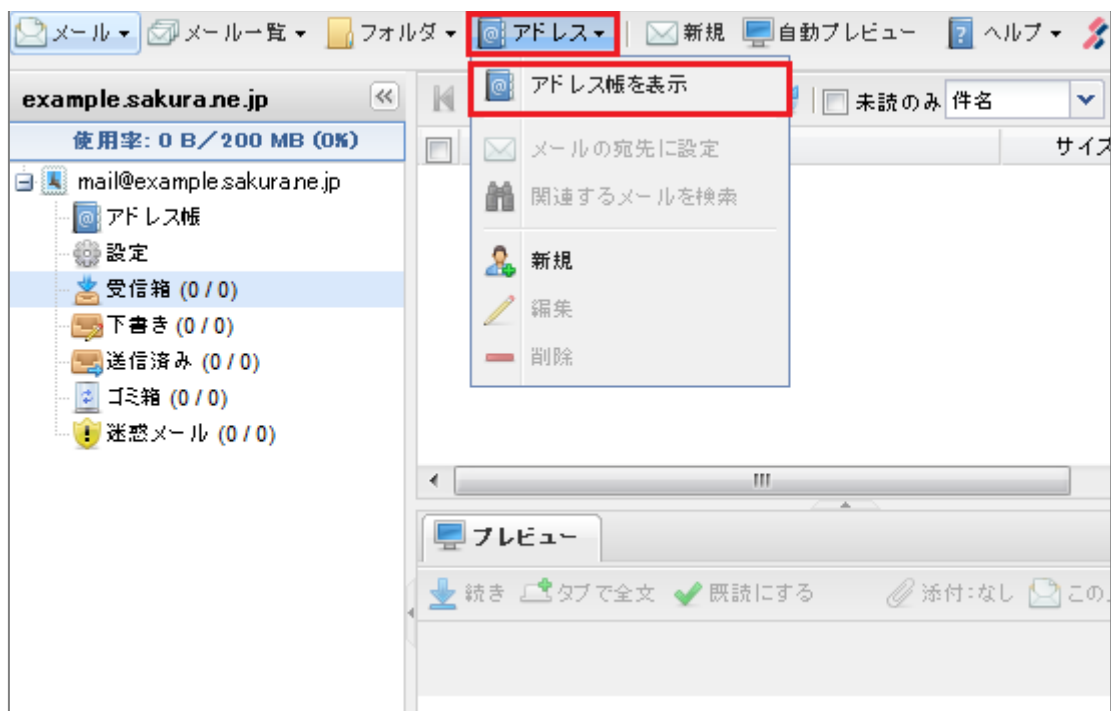 メール メール一覧 フォルダ アドレス 新規 自動プレビュー ヘルプ
example.sakura.ne.jp
使用率: 0 B/200 MB (0%)
mail@example.sakura.ne.jp
アドレス帳
設定
受信箱 (0 / 0)
下書き (0 / 0)
送信済み (0 / 0)
ゴミ箱 (0 / 0)
迷惑メール (0 / 0)
アドレス帳を表示
メールの宛先に設定
関連するメールを検索
新規
編集
削除
未読のみ 件名
サイズ
プレビュー
続き タブで全文 既読にする 添付:なし この